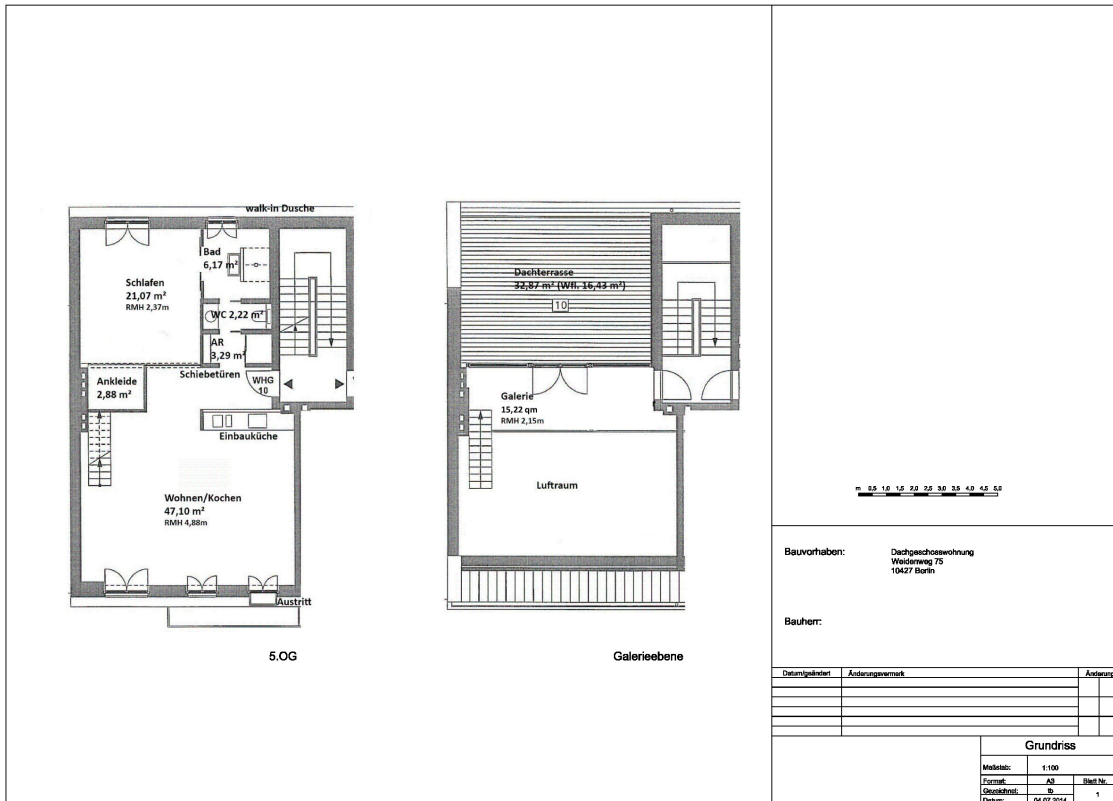 walk-in Dusche
Bad
6,17 m²
Schlafen
21,07 m²
RMH 2,37m
WC 2,22 m²
AR
3,29 m²
Schiebetüren
WHG
10
Ankleide
2,88 m²
Einbauküche
Wohnen/Kochen
47,10 m²
RMH 4,88m
Austritt
5.OG
Dachterrasse
32,87 m² (Wfl. 16,43 m²)
10
Galerie
15,22 qm
RMH 2,15m
Luftraum
Galerieebene
m 0,5 1,0 1,5 2,0 2,5 3,0 3,5 4,0 4,5 5,0
Bauvorhaben: Dachgeschosswohnung
Weidenweg 75
10427 Berlin
Bauherr:
Datum/geändert Änderungsvermerk Änderung
Grundriss
Maßstab: 1:100
Format: A3 Blatt Nr.
Gezeichnet: tb 1
Datum: 04.07.2014